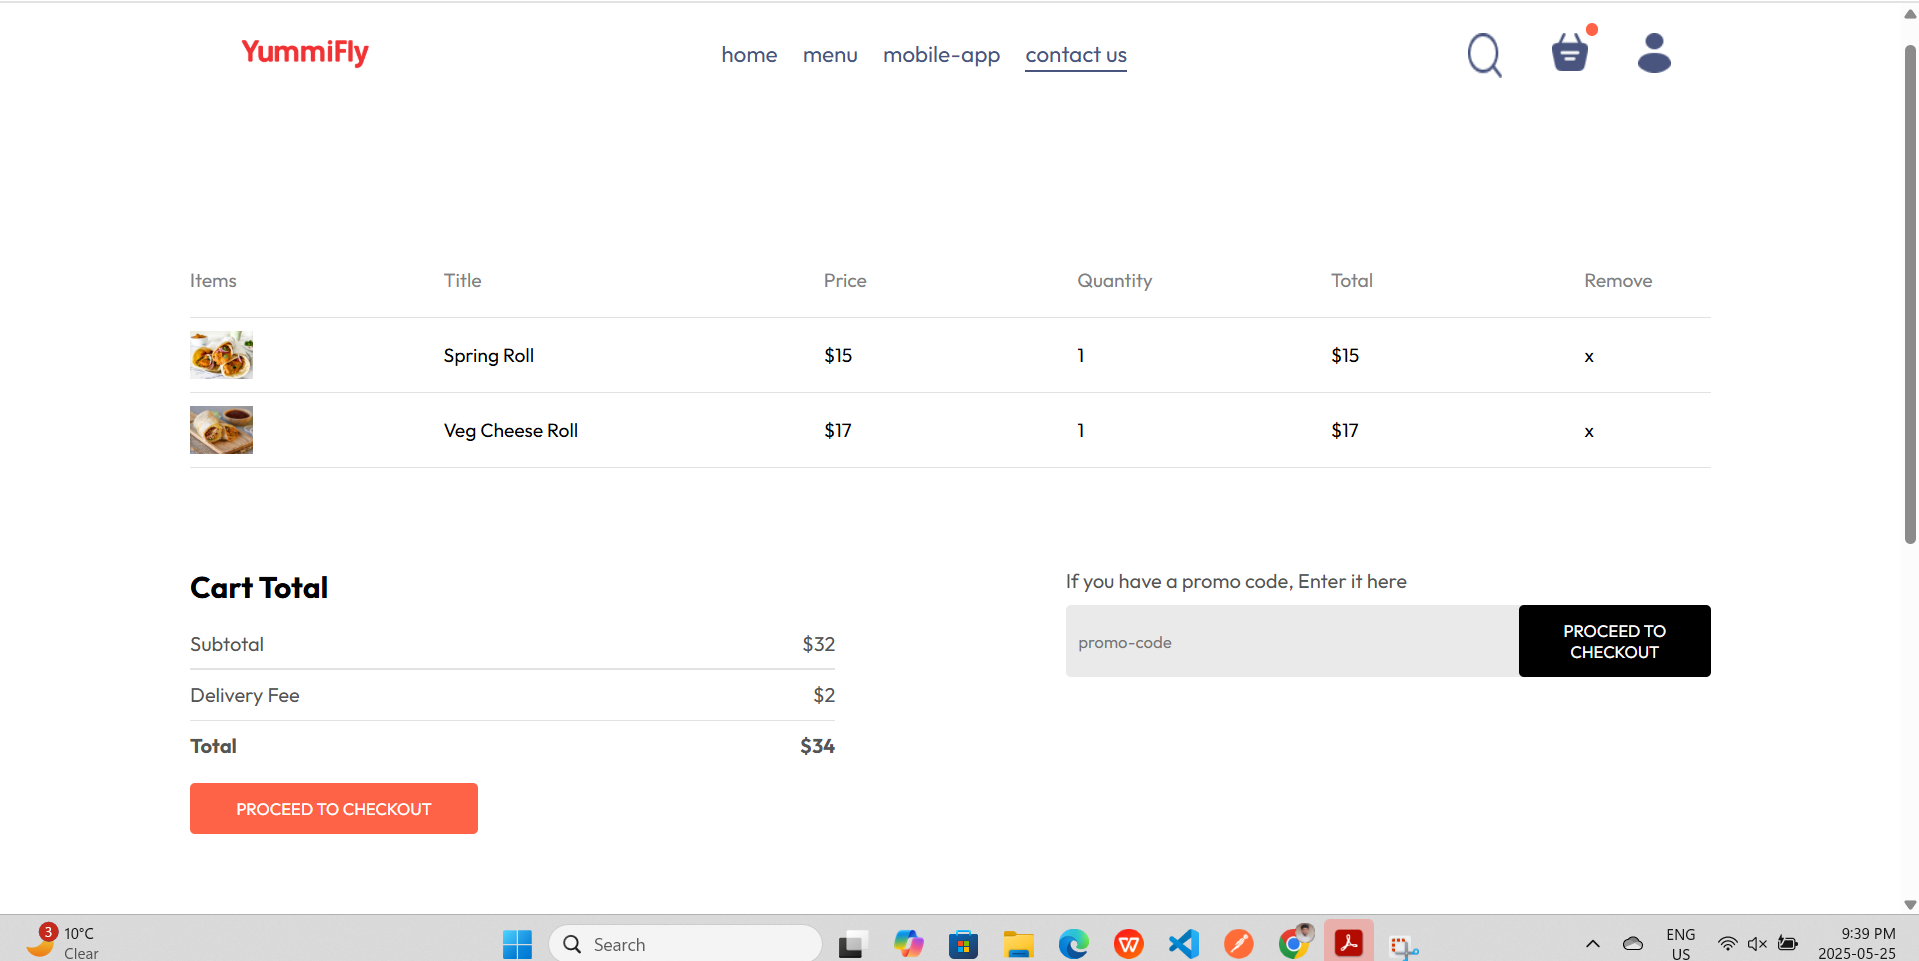 YummiFly
home menu mobile-app contact us
Items Title Price Quantity Total Remove
Spring Roll $15 1 $15 x
Veg Cheese Roll $17 1 $17 x
Cart Total
Subtotal $32
Delivery Fee $2
Total $34
PROCEED TO CHECKOUT
If you have a promo code, Enter it here
promo-code
PROCEED TO
CHECKOUT
3
10°C
Clear
Search
ENG
US
9:39 PM
2025-05-25